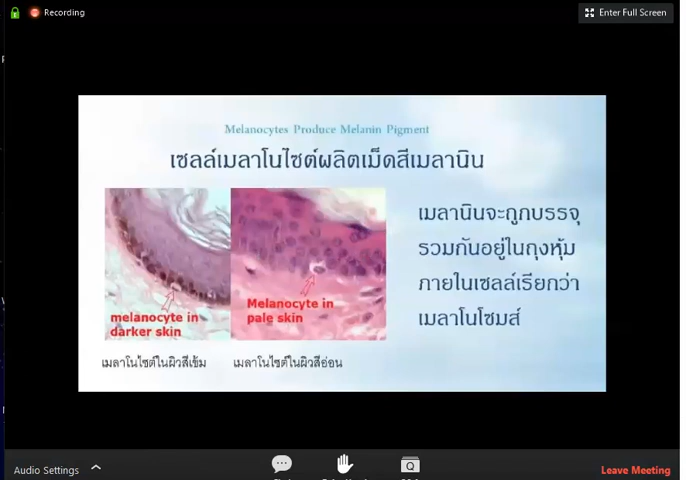 Recording
Enter Full Screen
Melanocytes Produce Melanin Pigment
เซลล์เมลาโนไซต์ผลิตเม็ดสีเมลานิน
melanocyte in
darker skin
Melanocyte in
pale skin
เมลาโนไซต์ในผิวสีเข้ม
เมลาโนไซต์ในผิวสีอ่อน
เมลานินจะถูกบรรจุ
รวมกันอยู่ในถุงหุ้ม
ภายในเซลล์เรียกว่า
เมลาโนโซมส์
Audio Settings
Leave Meeting